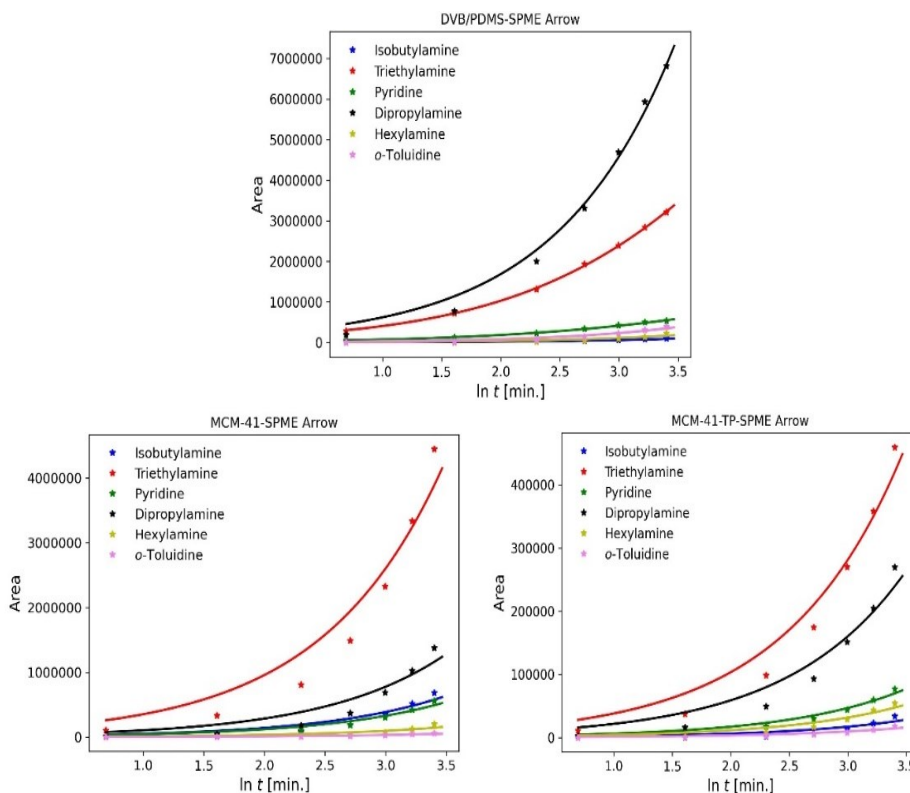 DVB/PDMS-SPME Arrow
7000000
6000000
5000000
4000000
3000000
2000000
1000000
0
Area
Isobutylamine
Triethylamine
Pyridine
Dipropylamine
Hexylamine
o-Toluidine
1.0 1.5 2.0 2.5 3.0 3.5
ln t [min.]
MCM-41-SPME Arrow
4000000
3000000
2000000
1000000
0
Area
Isobutylamine
Triethylamine
Pyridine
Dipropylamine
Hexylamine
o-Toluidine
1.0 1.5 2.0 2.5 3.0 3.5
ln t [min.]
MCM-41-TP-SPME Arrow
400000
300000
200000
100000
0
Area
Isobutylamine
Triethylamine
Pyridine
Dipropylamine
Hexylamine
o-Toluidine
1.0 1.5 2.0 2.5 3.0 3.5
ln t [min.]